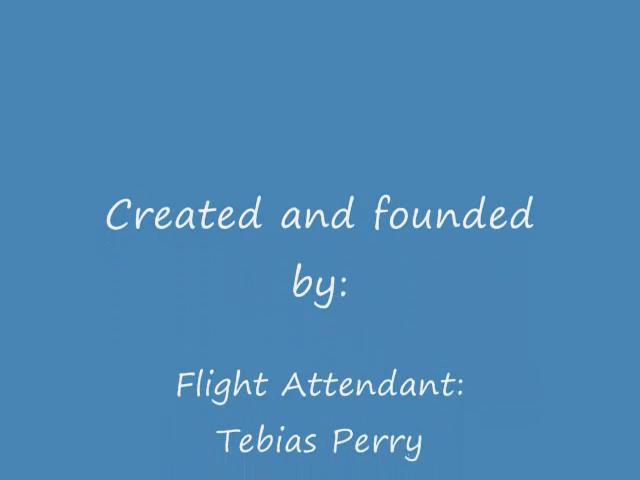 Created and founded
by:
Flight Attendant:
Tebias Perry